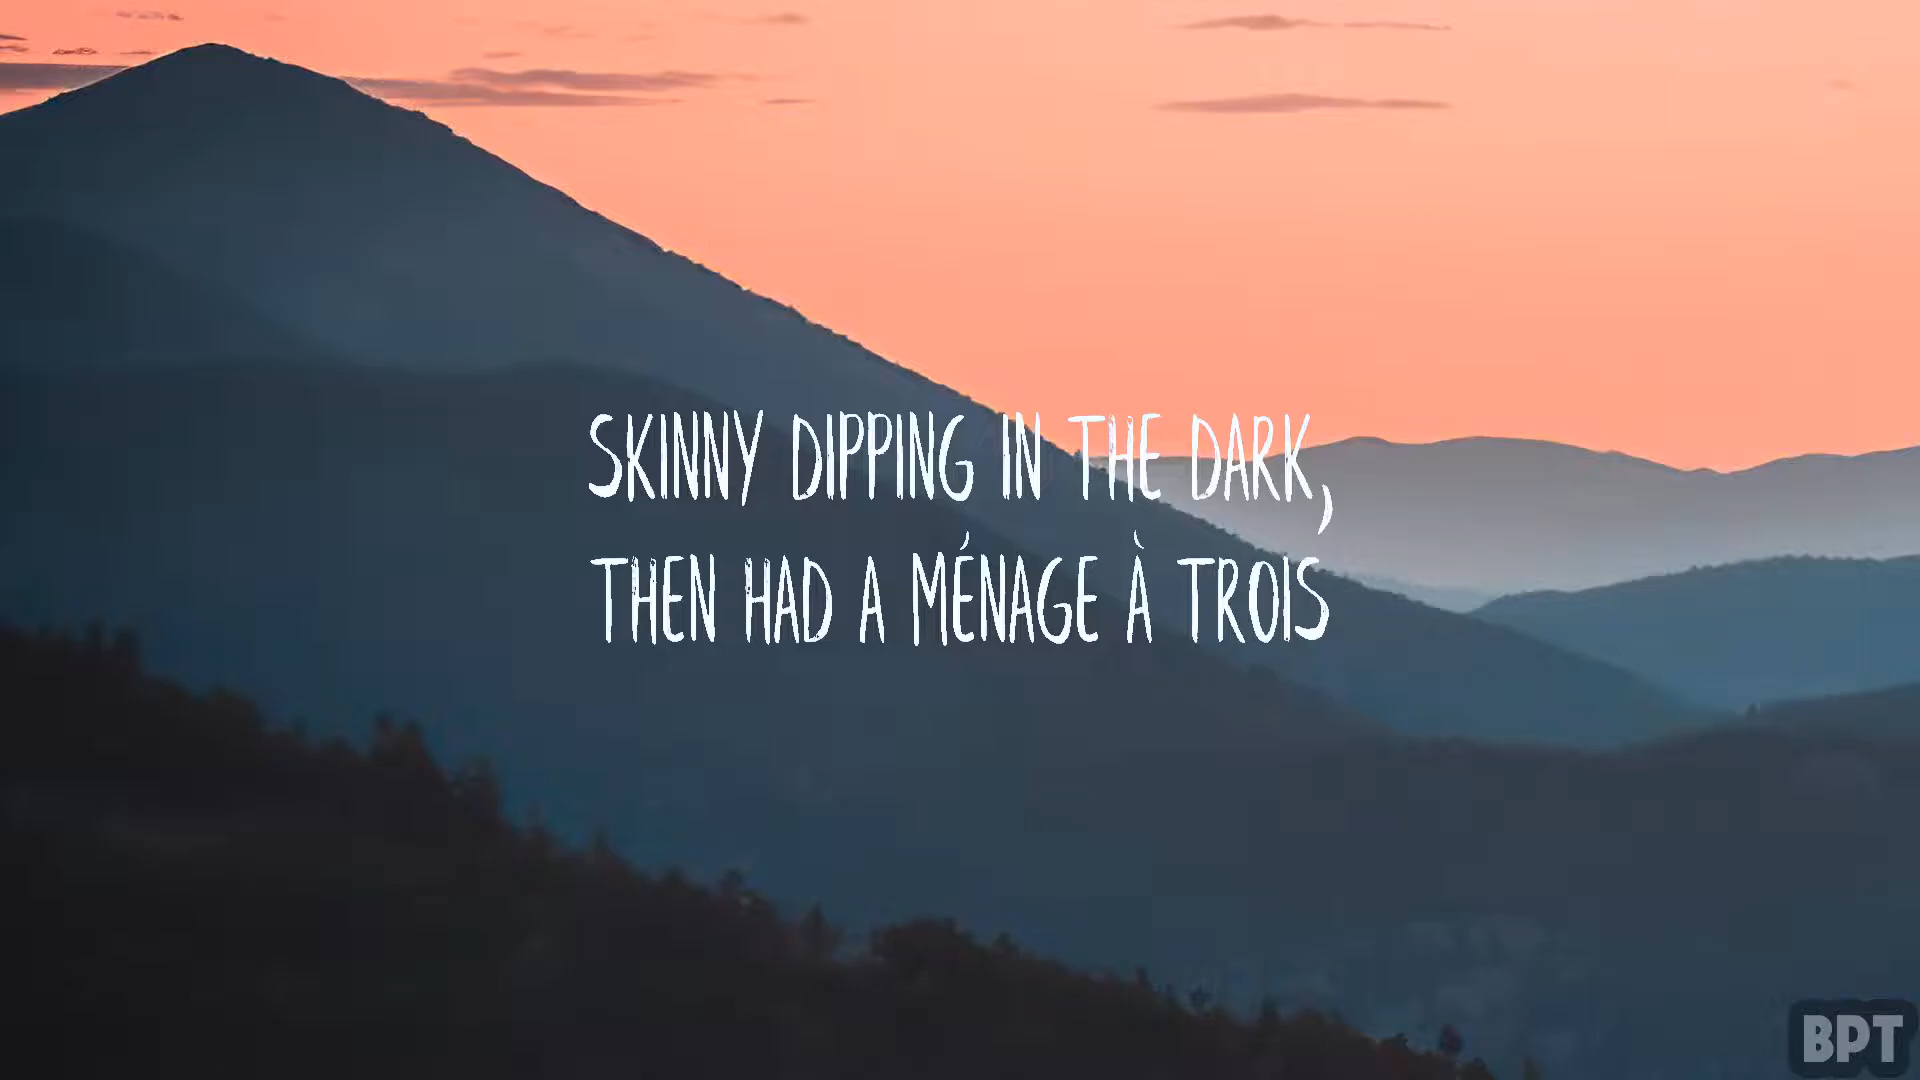 SKINNY DIPPING IN THE DARK,
THEN HAD A MÉNAGE À TROIS
BPT